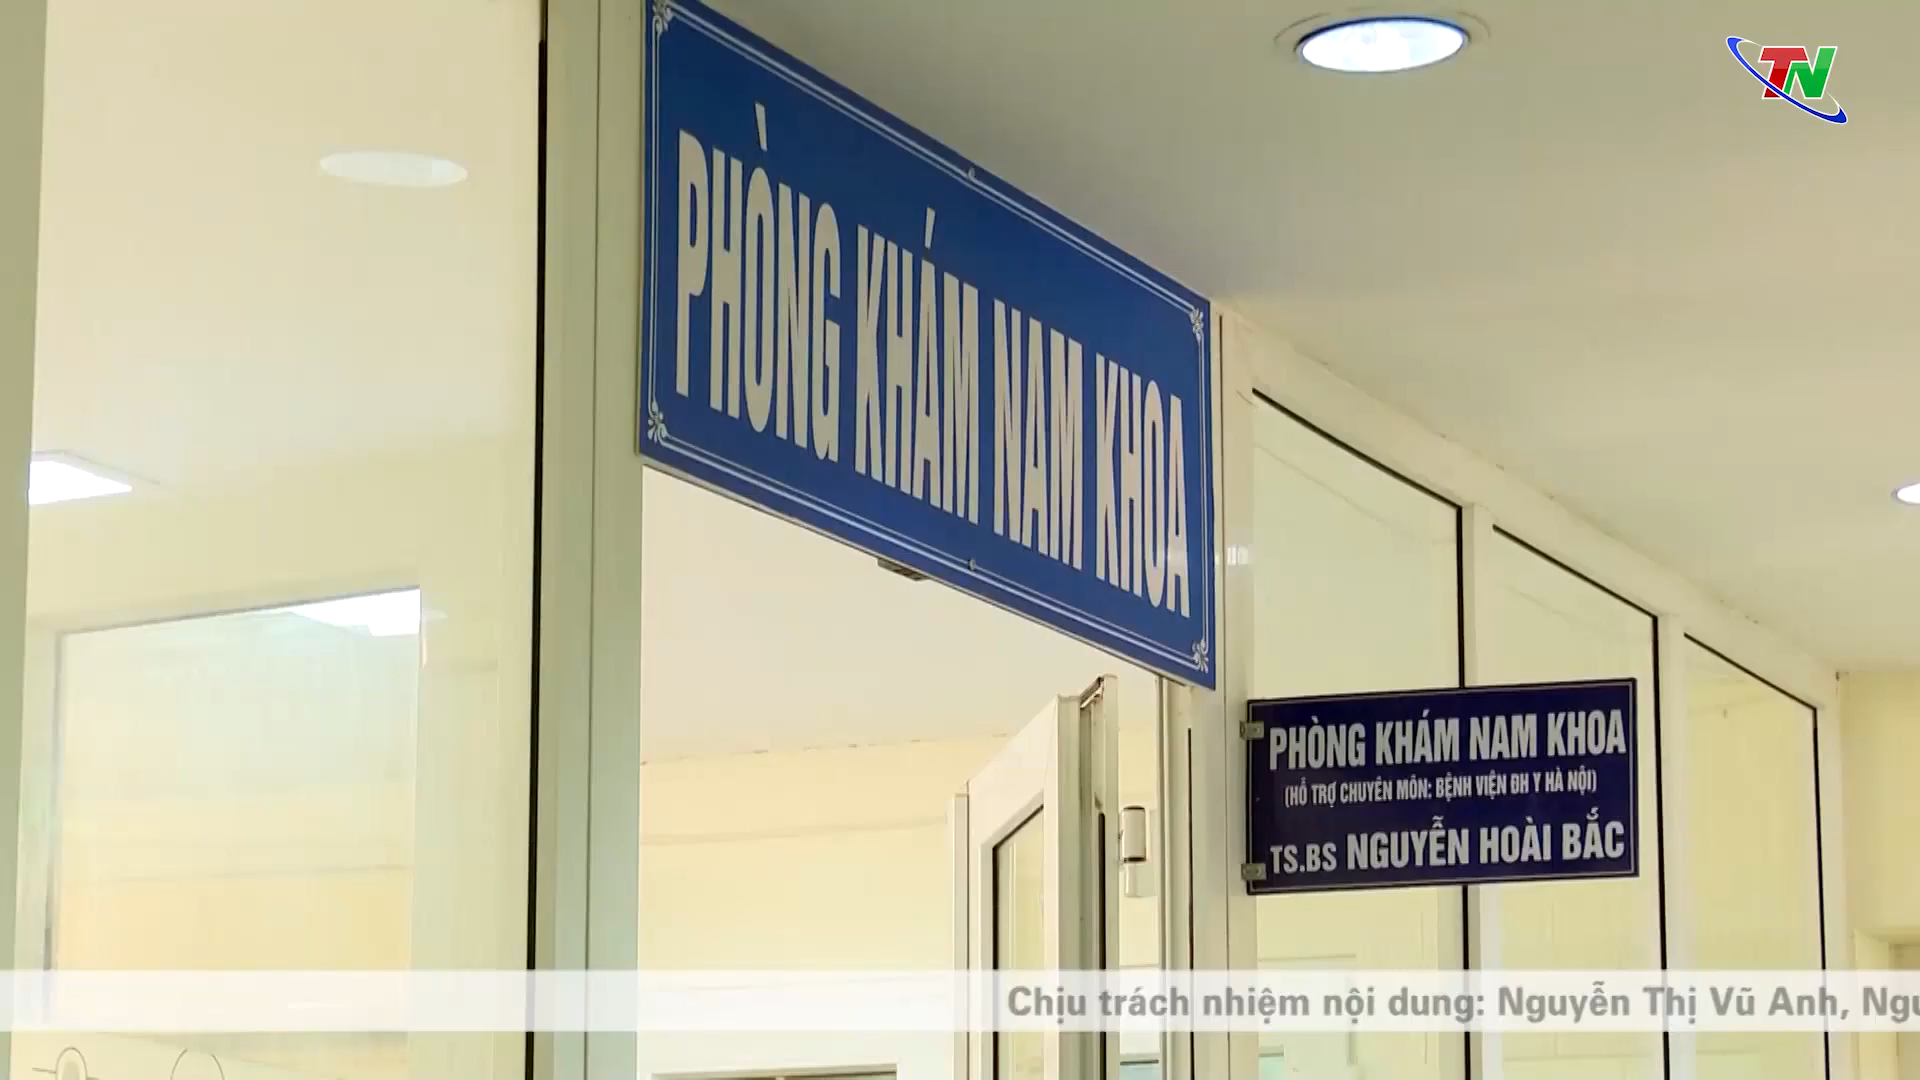 TN
PHÒNG KHÁM NAM KHOA
PHÒNG KHÁM NAM KHOA
(HỖ TRỢ CHUYÊN MÔN: BỆNH VIỆN ĐH Y HÀ NỘI)
TS.BS NGUYỄN HOÀI BẮC
Chịu trách nhiệm nội dung: Nguyễn Thị Vũ Anh, Ngu